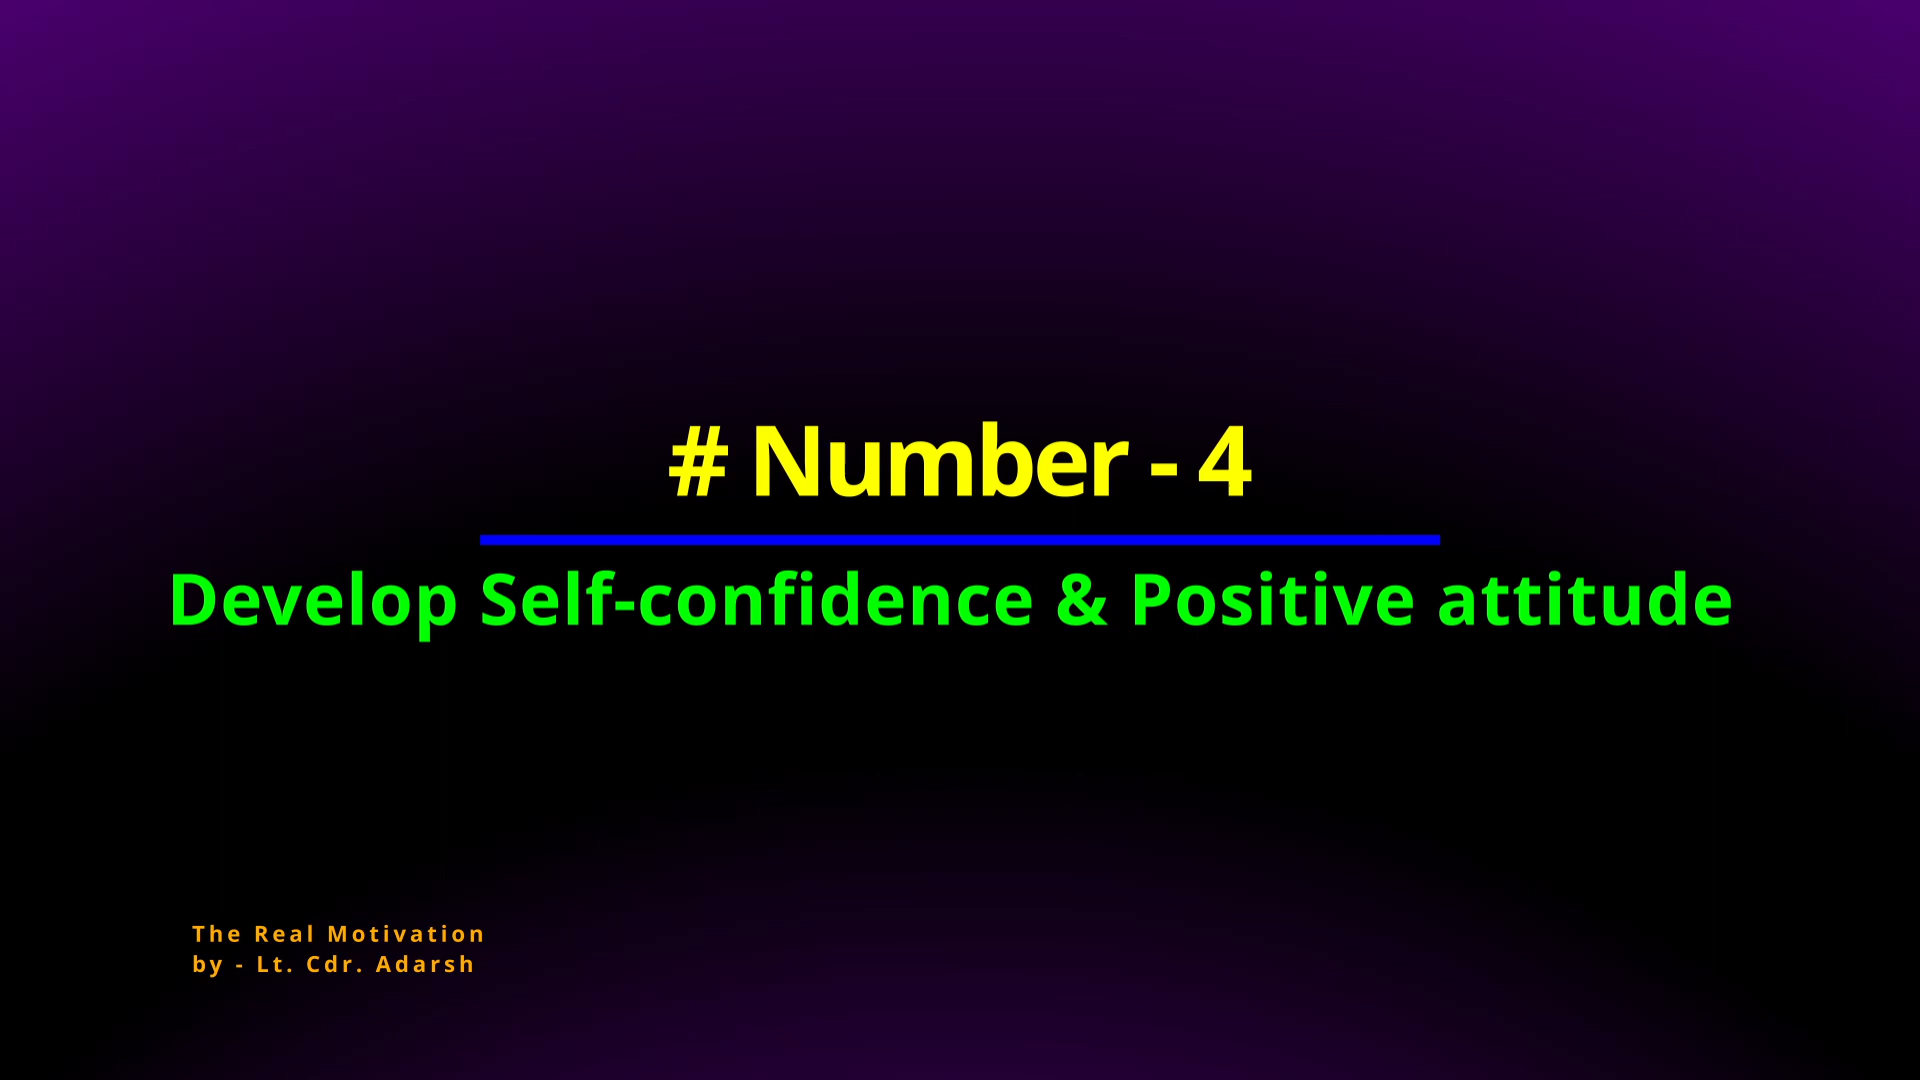 # Number - 4
Develop Self-confidence & Positive attitude
The Real Motivation
by - Lt. Cdr. Adarsh